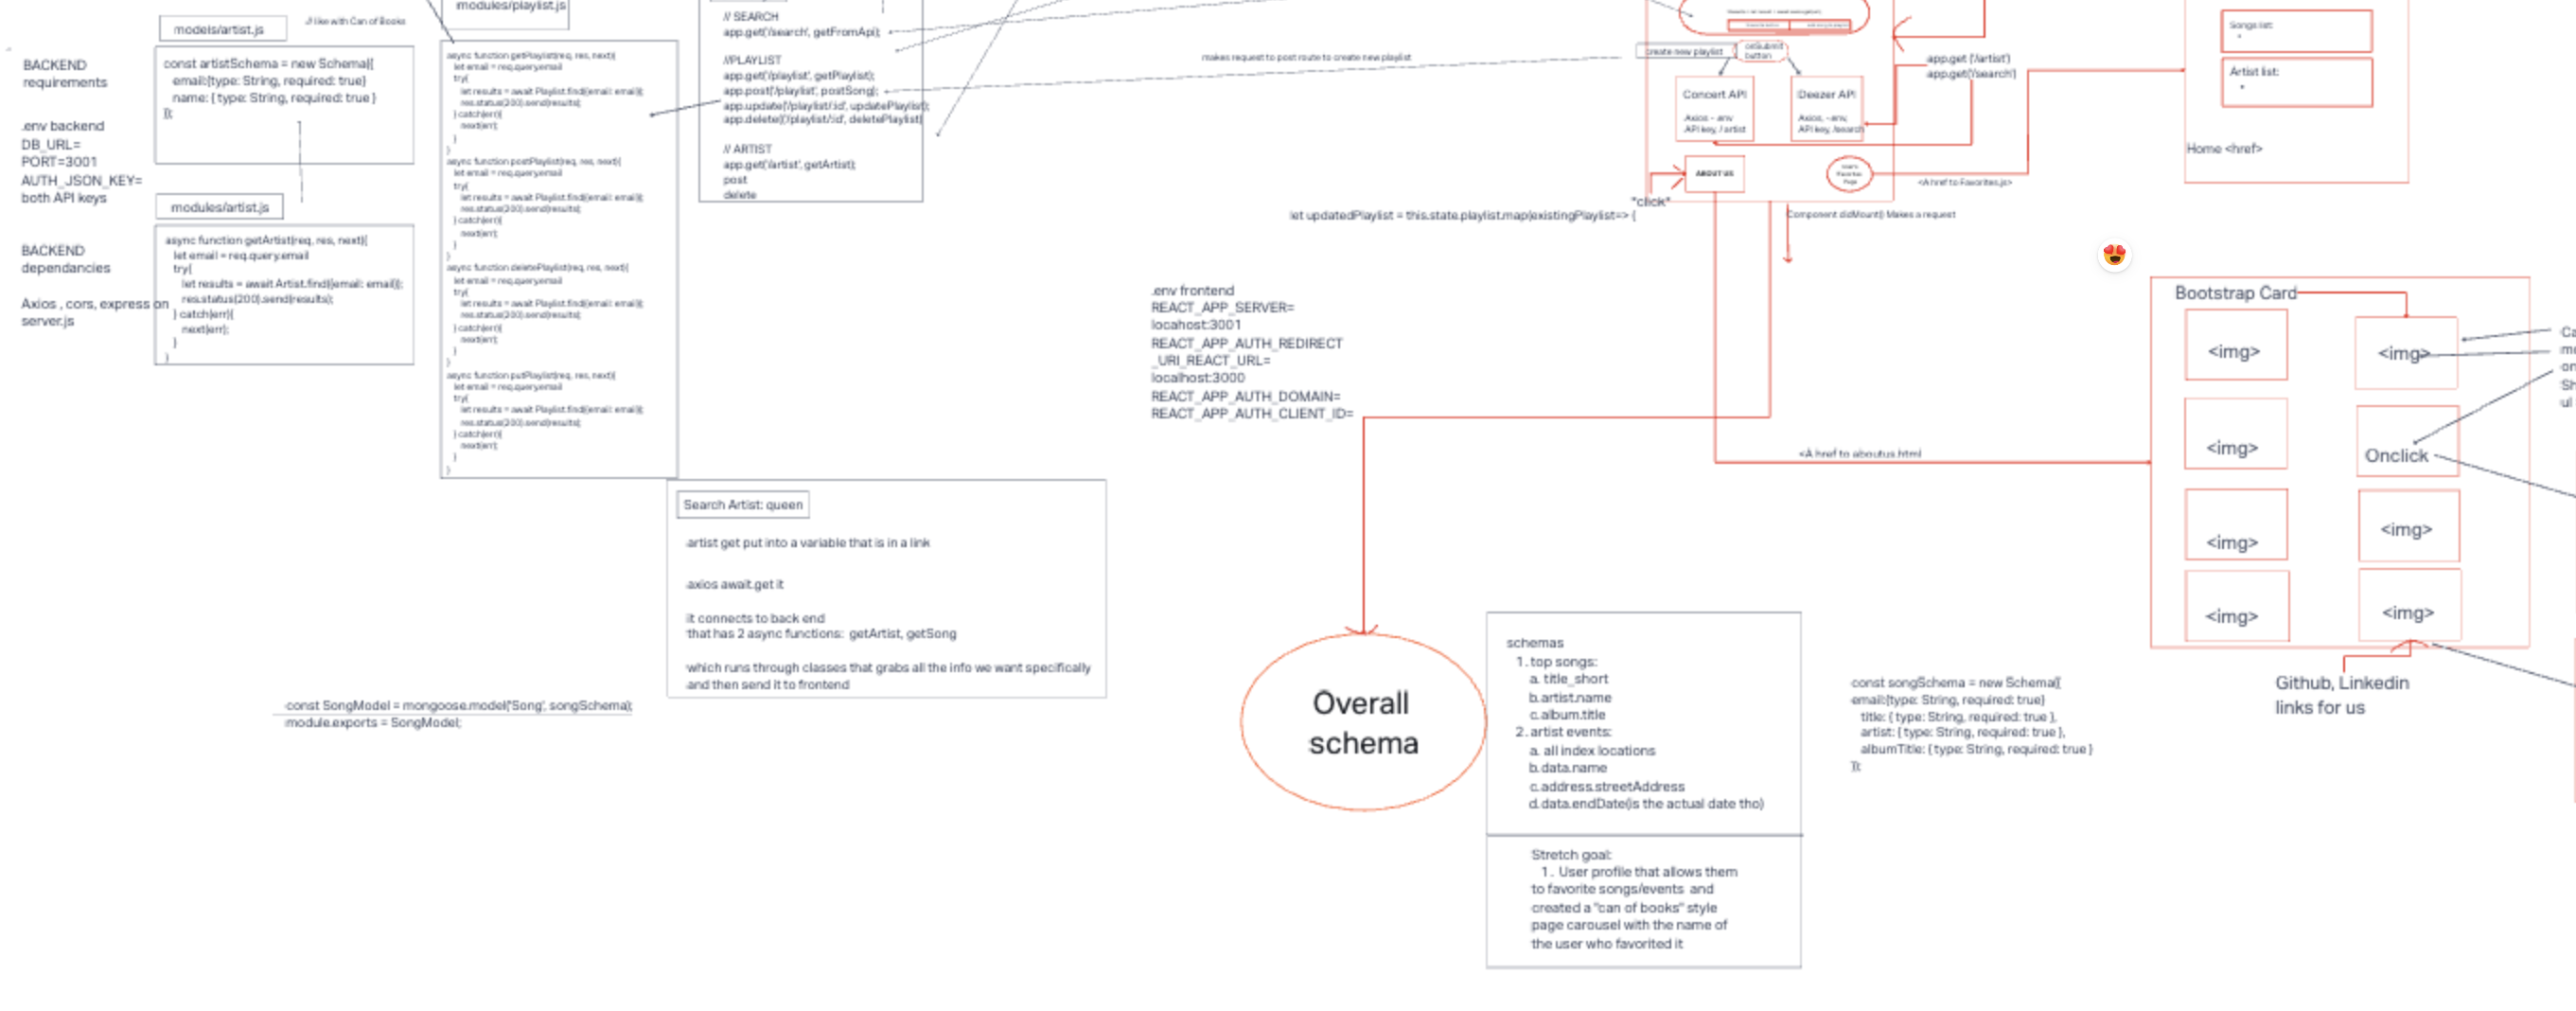 models/artist.js
// like with Can of Books
BACKEND
requirements
.env backend
DB_URL=
PORT=3001
AUTH_JSON_KEY=
both API keys
BACKEND
dependancies
Axios , cors, express on
server.js
const artistSchema = new Schema({
email:{type: String, required: true}
name: { type: String, required: true }
});
modules/artist.js
async function getArtist(req, res, next){
let email = req.query.email
try{
let results = await Artist.find({email: email});
res.status(200).send(results);
} catch(err){
next(err);
}
}
modules/playlist.js
async function getPlaylist(req, res, next){
let email = req.query.email
try{
let results = await Playlist.find({email: email});
res.status(200).send(results);
} catch(err){
next(err);
}
}
async function postPlaylist(req, res, next){
let email = req.query.email
try{
let results = await Playlist.find({email: email});
res.status(200).send(results);
} catch(err){
next(err);
}
}
async function deletePlaylist(req, res, next){
let email = req.query.email
try{
let results = await Playlist.find({email: email});
res.status(200).send(results);
} catch(err){
next(err);
}
}
async function putPlaylist(req, res, next){
let email = req.query.email
try{
let results = await Playlist.find({email: email});
res.status(200).send(results);
} catch(err){
next(err);
}
}
// SEARCH
app.get('/search', getFromApi);
//PLAYLIST
app.get('/playlist', getPlaylist);
app.post('/playlist', postSong);
app.update('/playlist/:id', updatePlaylist);
app.delete('/playlist/:id', deletePlaylist)
// ARTIST
app.get('/artist', getArtist);
post
delete
makes request to post route to create new playlist
create new playlist
onSubmit
button
Concert API
Axios - .env
API key, / artist
Deezer API
Axios, -.env,
API key, /search
app.get ('/artist')
app.get('/search')
ABOUT US
<A href to Favorites.js>
*click*
let updatedPlaylist = this.state.playlist.map(existingPlaylist=> {
Component didMount() Makes a request
Songs list:
Artist list:
Home <href>
.env frontend
REACT_APP_SERVER=
locahost:3001
REACT_APP_AUTH_REDIRECT
_URI_REACT_URL=
localhost:3000
REACT_APP_AUTH_DOMAIN=
REACT_APP_AUTH_CLIENT_ID=
<A href to aboutus.html
Bootstrap Card
<img>
<img>
<img>
Onclick
<img>
<img>
<img>
<img>
Github, Linkedin
links for us
Search Artist: queen
artist get put into a variable that is in a link
axios await.get it
it connects to back end
that has 2 async functions: getArtist, getSong
which runs through classes that grabs all the info we want specifically
and then send it to frontend
const SongModel = mongoose.model('Song', songSchema);
module.exports = SongModel;
Overall
schema
schemas
1. top songs:
a. title_short
b. artist.name
c. album.title
2. artist events:
a. all index locations
b. data.name
c. address.streetAddress
d. data.endDate(is the actual date tho)
Stretch goal:
1. User profile that allows them
to favorite songs/events and
created a "can of books" style
page carousel with the name of
the user who favorited it
const songSchema = new Schema({
email:{type: String, required: true}
title: { type: String, required: true },
artist: { type: String, required: true },
albumTitle: { type: String, required: true }
});